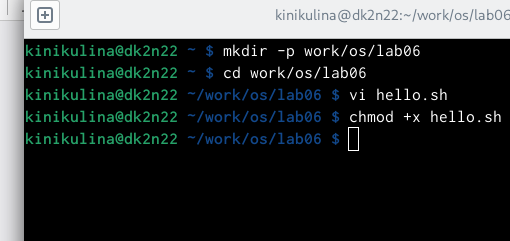 kinikulina@dk2n22:~/work/os/lab06
kinikulina@dk2n22 ~ $ mkdir -p work/os/lab06
kinikulina@dk2n22 ~ $ cd work/os/lab06
kinikulina@dk2n22 ~/work/os/lab06 $ vi hello.sh
kinikulina@dk2n22 ~/work/os/lab06 $ chmod +x hello.sh
kinikulina@dk2n22 ~/work/os/lab06 $